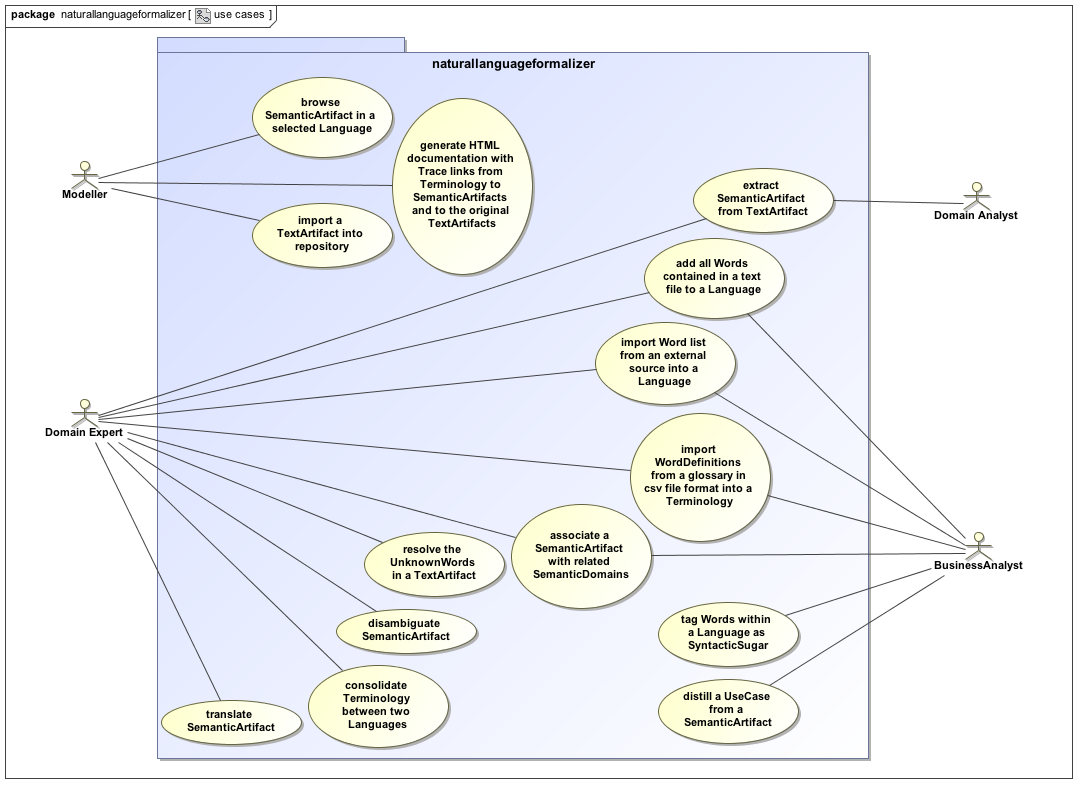 package naturallanguageformalizer [ use cases ]
naturallanguageformalizer
browse
SemanticArtifact in a
selected Language
generate HTML
documentation with
Trace links from
Terminology to
SemanticArtifacts
and to the original
TextArtifacts
Modeller
import a
TextArtifact into
repository
extract
SemanticArtifact
from TextArtifact
Domain Analyst
add all Words
contained in a text
file to a Language
import Word list
from an external
source into a
Language
Domain Expert
import
WordDefinitions
from a glossary in
csv file format into a
Terminology
associate a
SemanticArtifact
with related
SemanticDomains
resolve the
UnknownWords
in a TextArtifact
BusinessAnalyst
disambiguate
SemanticArtifact
tag Words within
a Language as
SyntacticSugar
consolidate
Terminology
between two
Languages
distill a UseCase
from a
SemanticArtifact
translate
SemanticArtifact